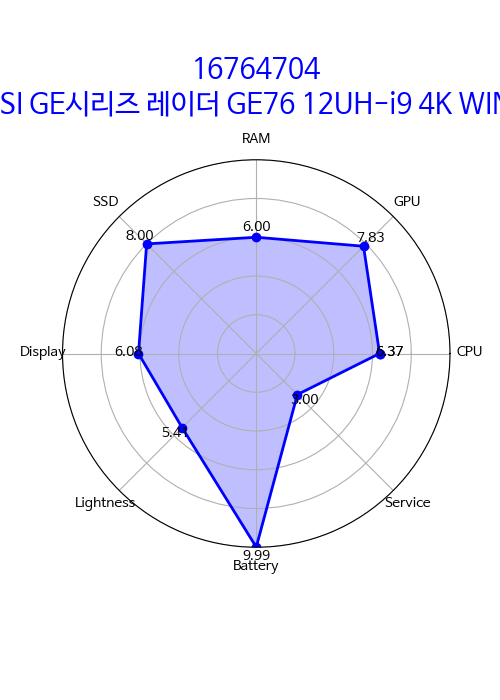 16764704
SI GE시리즈 레이더 GE76 12UH-i9 4K WIN
RAM
SSD
GPU
8.00
6.00
7.83
Display
6.08
6.37
CPU
5.41
3.00
Lightness
Service
9.99
Battery